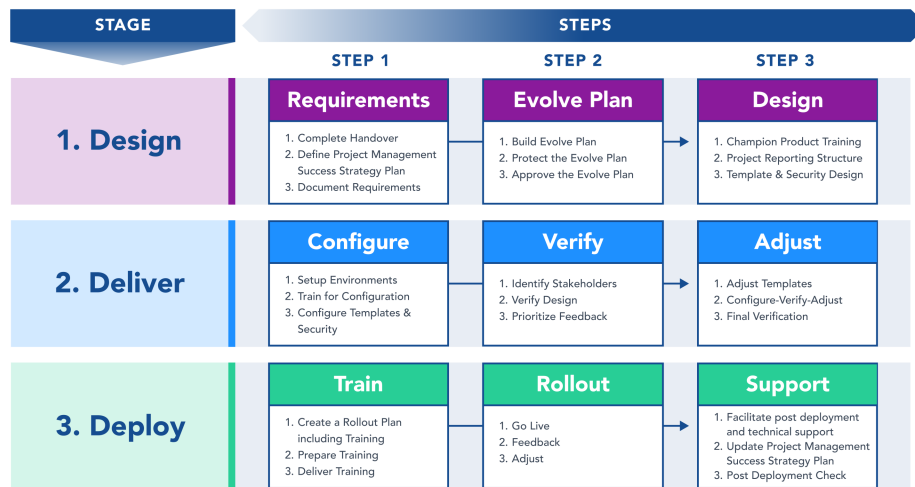 STAGE
STEPS
STEP 1
STEP 2
STEP 3
1. Design
Requirements
1. Complete Handover
2. Define Project Management
Success Strategy Plan
3. Document Requirements
Evolve Plan
1. Build Evolve Plan
2. Protect the Evolve Plan
3. Approve the Evolve Plan
Design
1. Champion Product Training
2. Project Reporting Structure
3. Template & Security Design
2. Deliver
Configure
1. Setup Environments
2. Train for Configuration
3. Configure Templates &
Security
Verify
1. Identify Stakeholders
2. Verify Design
3. Prioritize Feedback
Adjust
1. Adjust Templates
2. Configure-Verify-Adjust
3. Final Verification
3. Deploy
Train
1. Create a Rollout Plan
including Training
2. Prepare Training
3. Deliver Training
Rollout
1. Go Live
2. Feedback
3. Adjust
Support
1. Facilitate post deployment
and technical support
2. Update Project Management
Success Strategy Plan
3. Post Deployment Check